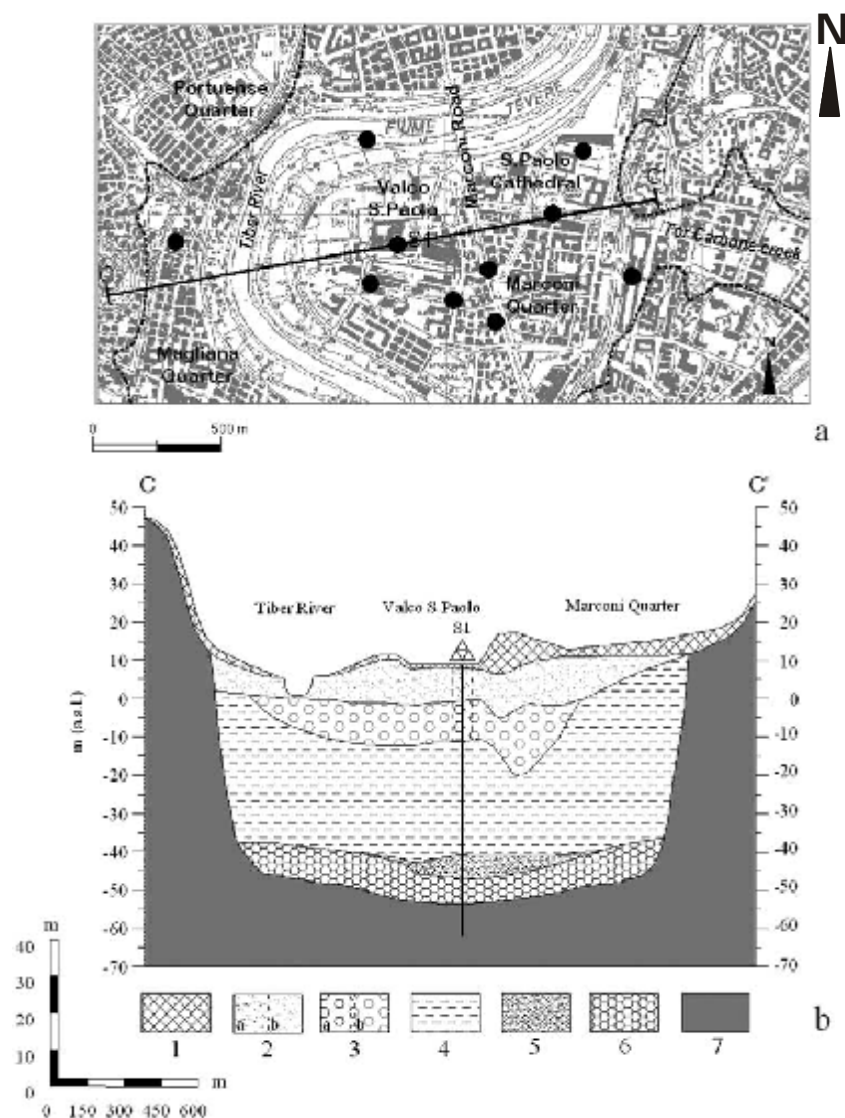 N
Portuense
Quarter
FIUME
TEVERE
Marconi Road
S.Paolo
Cathedral
C'
Valco
S.Paolo
Tiber River
S1
Tor Carbone creek
C
Marconi
Quarter
Magliana
Quarter
N
a
0 500 m
C C'
50 50
40 40
30 30
20 20
10 10
0 0
-10 -10
-20 -20
-30 -30
-40 -40
-50 -50
-60 -60
-70 -70
m (a.s.l.)
Tiber River Valco S Paolo Marconi Quarter
S1
m
40
30
20
10
0
0 150 300 450 600
m
a b a b
1 2 3 4 5 6 7
b